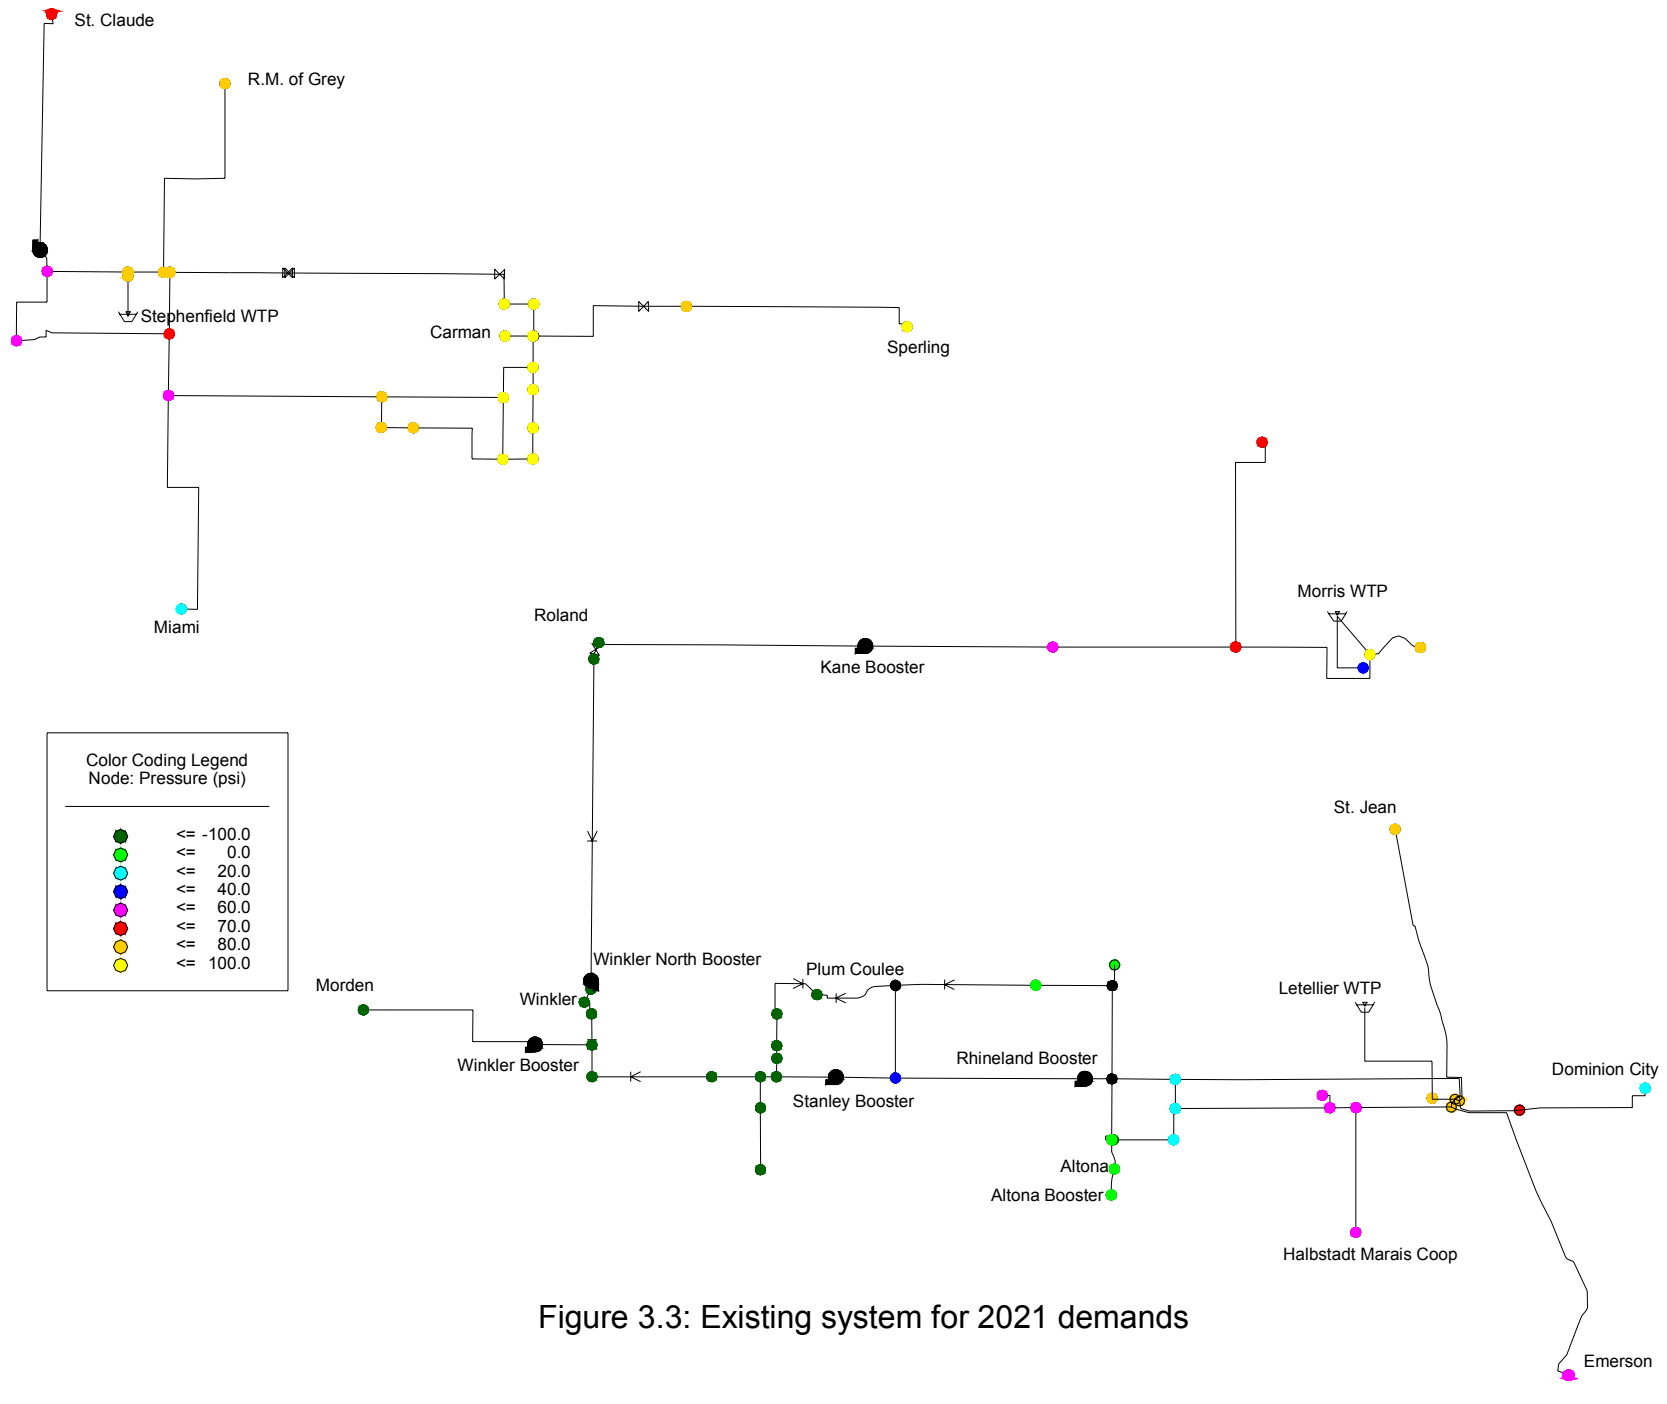 St. Claude
R.M. of Grey
Stephenfield WTP
Carman
Sperling
Miami
Roland
Morris WTP
Kane Booster
Color Coding Legend
Node: Pressure (psi)
<= -100.0
<= 0.0
<= 20.0
<= 40.0
<= 60.0
<= 70.0
<= 80.0
<= 100.0
St. Jean
Winkler North Booster
Plum Coulee
Morden
Winkler
Letellier WTP
Winkler Booster
Rhineland Booster
Dominion City
Stanley Booster
Altona
Altona Booster
Halbstadt Marais Coop
Figure 3.3: Existing system for 2021 demands
Emerson